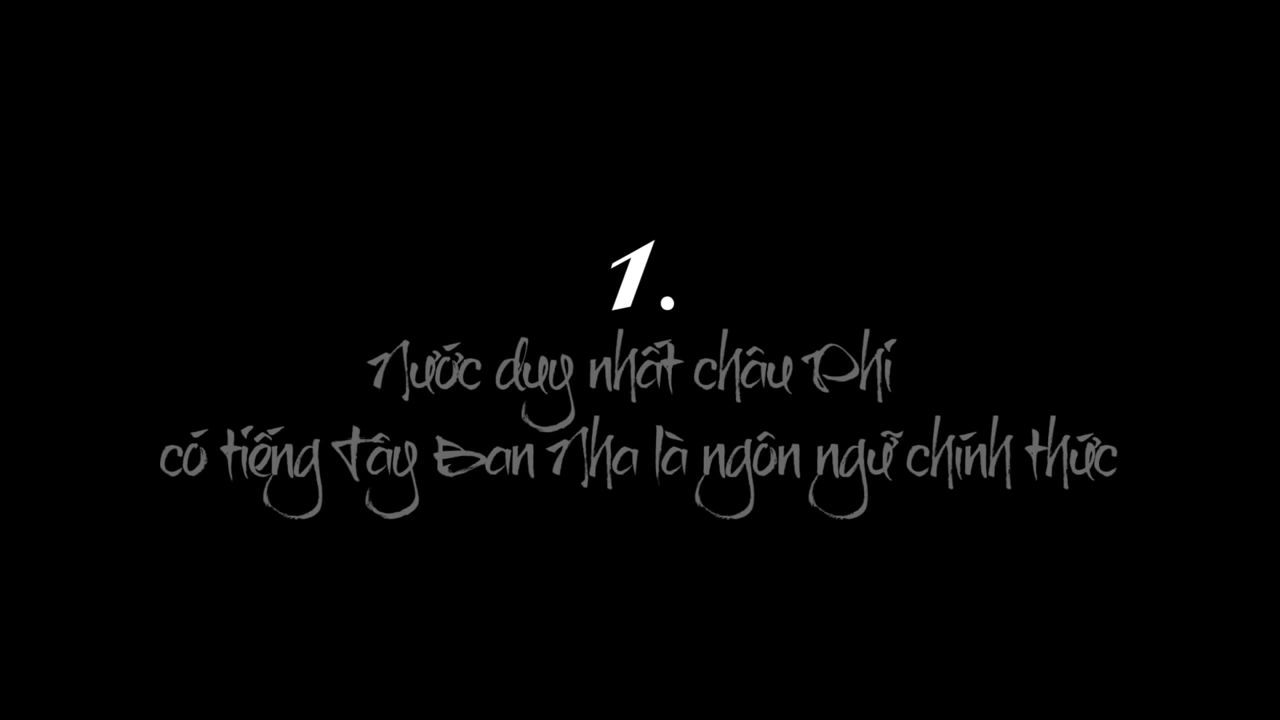 1.
Nước duy nhất châu Phi
có tiếng Tây Ban Nha là ngôn ngữ chính thức